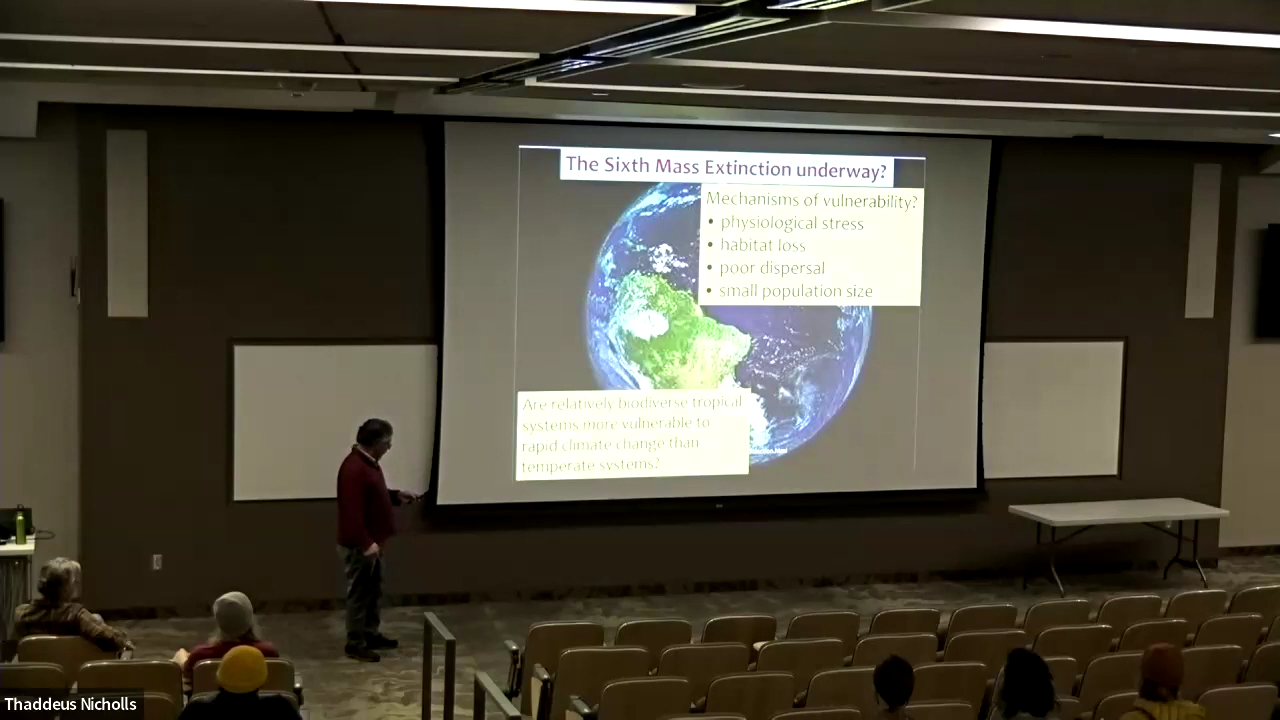 The Sixth Mass Extinction underway?
Mechanisms of vulnerability?
• physiological stress
• habitat loss
• poor dispersal
• small population size
Are relatively biodiverse tropical
systems more vulnerable to
rapid climate change than
temperate systems?
Thaddeus Nicholls